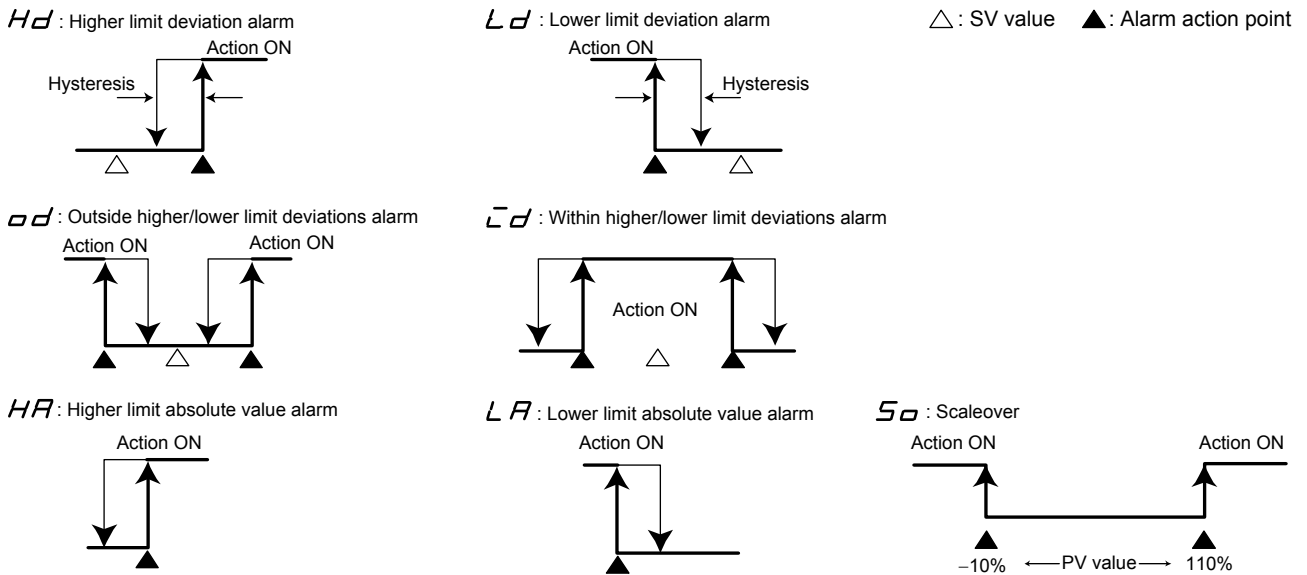 Hd : Higher limit deviation alarm
Action ON
Hysteresis
Ld : Lower limit deviation alarm
Action ON
Hysteresis
△ : SV value ▲ : Alarm action point
od : Outside higher/lower limit deviations alarm
Action ON Action ON
id : Within higher/lower limit deviations alarm
Action ON
HA : Higher limit absolute value alarm
Action ON
LA : Lower limit absolute value alarm
Action ON
So : Scaleover
Action ON Action ON
−10% ←PV value→ 110%